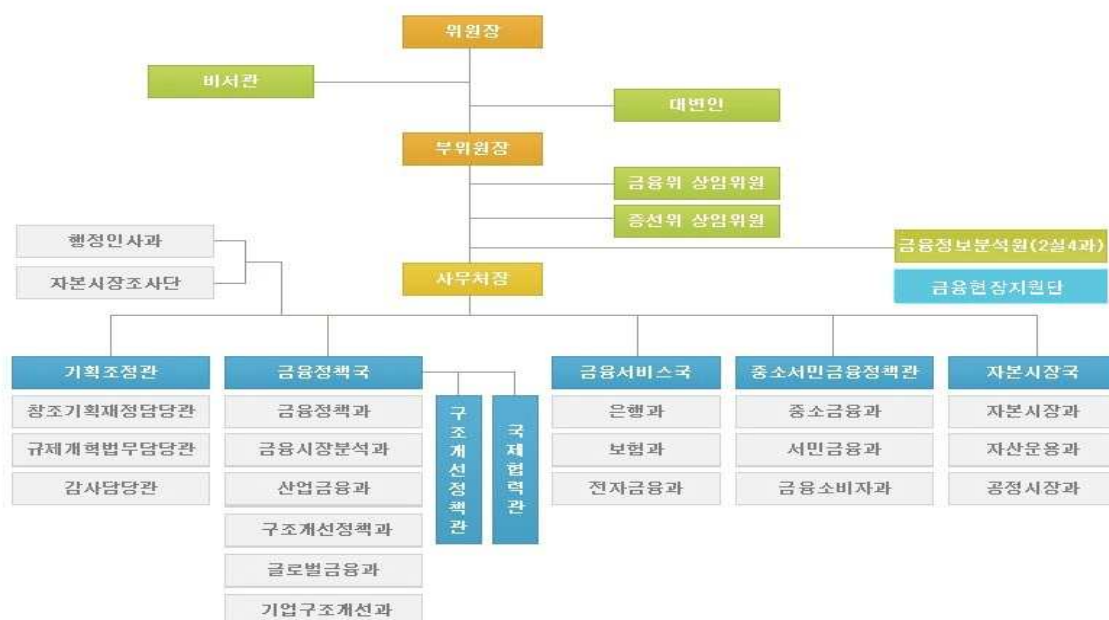 위원장
비서관
대변인
부위원장
금융위 상임위원
증선위 상임위원
행정인사과
금융정보분석원(2실4과)
자본시장조사단
사무처장
금융현장지원단
기획조정관
금융정책국
금융서비스국
중소서민금융정책관
자본시장국
창조기획재정담당관
규제개혁법무담당관
감사담당관
금융정책과
금융시장분석과
산업금융과
구조개선정책과
글로벌금융과
기업구조개선과
구조개선정책관
국제협력관
은행과
보험과
전자금융과
중소금융과
서민금융과
금융소비자과
자본시장과
자산운용과
공정시장과